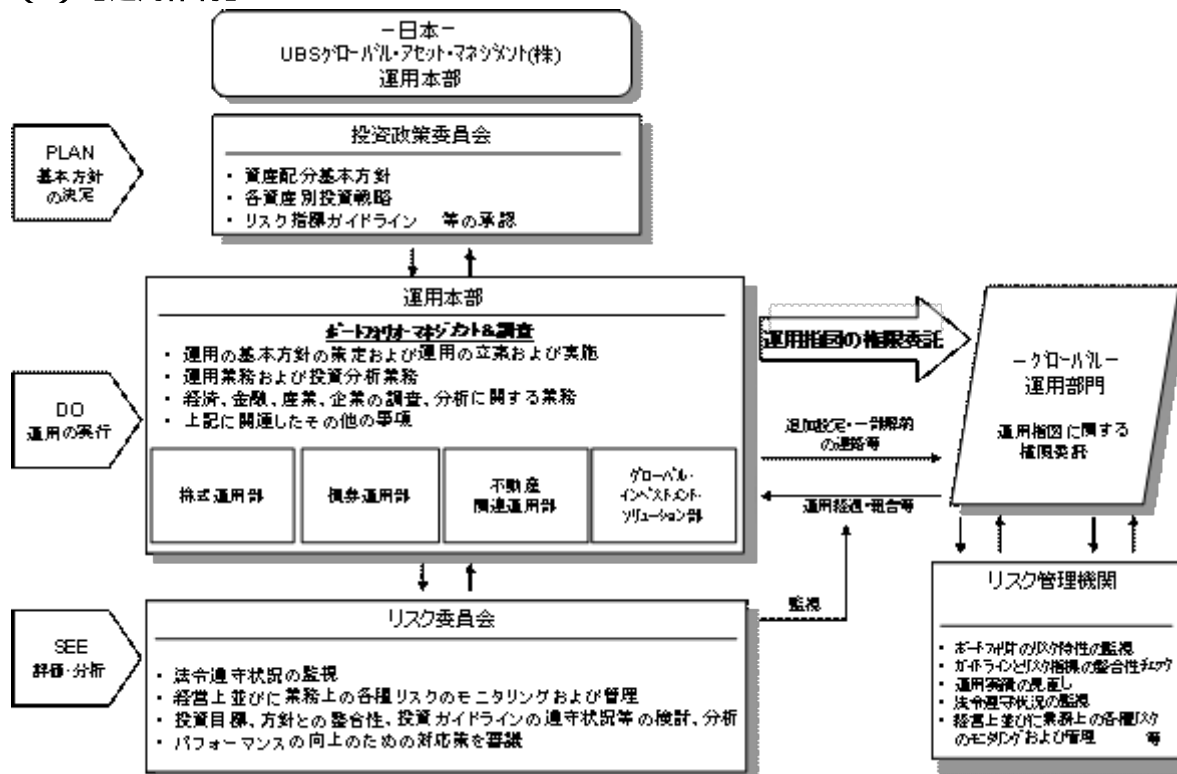 －日本－
UBSグローバル・アセット・マネジメント(株)
運用本部
PLAN
基本方針
の決定
投資政策委員会
・ 資産配分基本方針
・ 各資産別投資戦略
・ リスク指標ガイドライン　等の承認
DO
運用の実行
運用本部
ポートフォリオ・マネジメント＆調査
・ 運用の基本方針の策定および運用の立案および実施
・ 運用業務および投資分析業務
・ 経済、金融、産業、企業の調査、分析に関する業務
・ 上記に関連したその他の事項
株式運用部
債券運用部
不動産
関連運用部
グローバル・
インベストメント・
ソリューション部
運用指図の権限委託
追加設定・一部解約
の連絡等
運用経過・報告等
－グローバル－
運用部門
運用指図に関する
権限委託
監視
SEE
評価・分析
リスク委員会
・ 法令遵守状況の監視
・ 経営上並びに業務上の各種リスクのモニタリングおよび管理
・ 投資目標、方針との整合性、投資ガイドラインの遵守状況等の検討、分析
・ パフォーマンスの向上のための対応策を審議
リスク管理機関
・ ポートフォリオのリスク特性の監視
・ ガイドラインとリスク指標の整合性チェック
・ 運用実績の見直し
・ 法令遵守状況の監視
・ 経営上並びに業務上の各種リスク
のモニタリングおよび管理　等